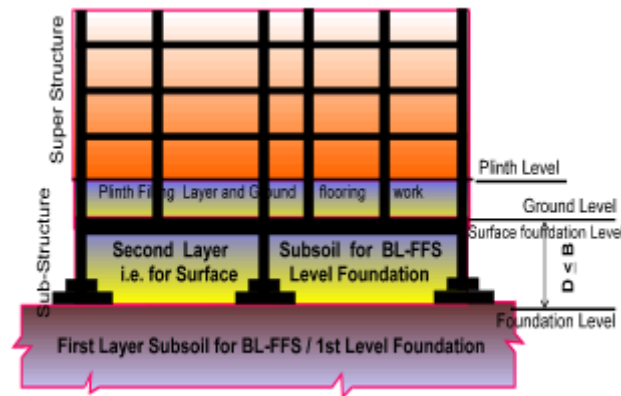 Super Structure
Plinth Level
Plinth Filling Layer and Ground flooring work
Ground Level
Surface foundation Level
Sub-Structure
Second Layer
i.e. for Surface
Subsoil for BL-FFS
Level Foundation
D ≤ B
Foundation Level
First Layer Subsoil for BL-FFS / 1st Level Foundation